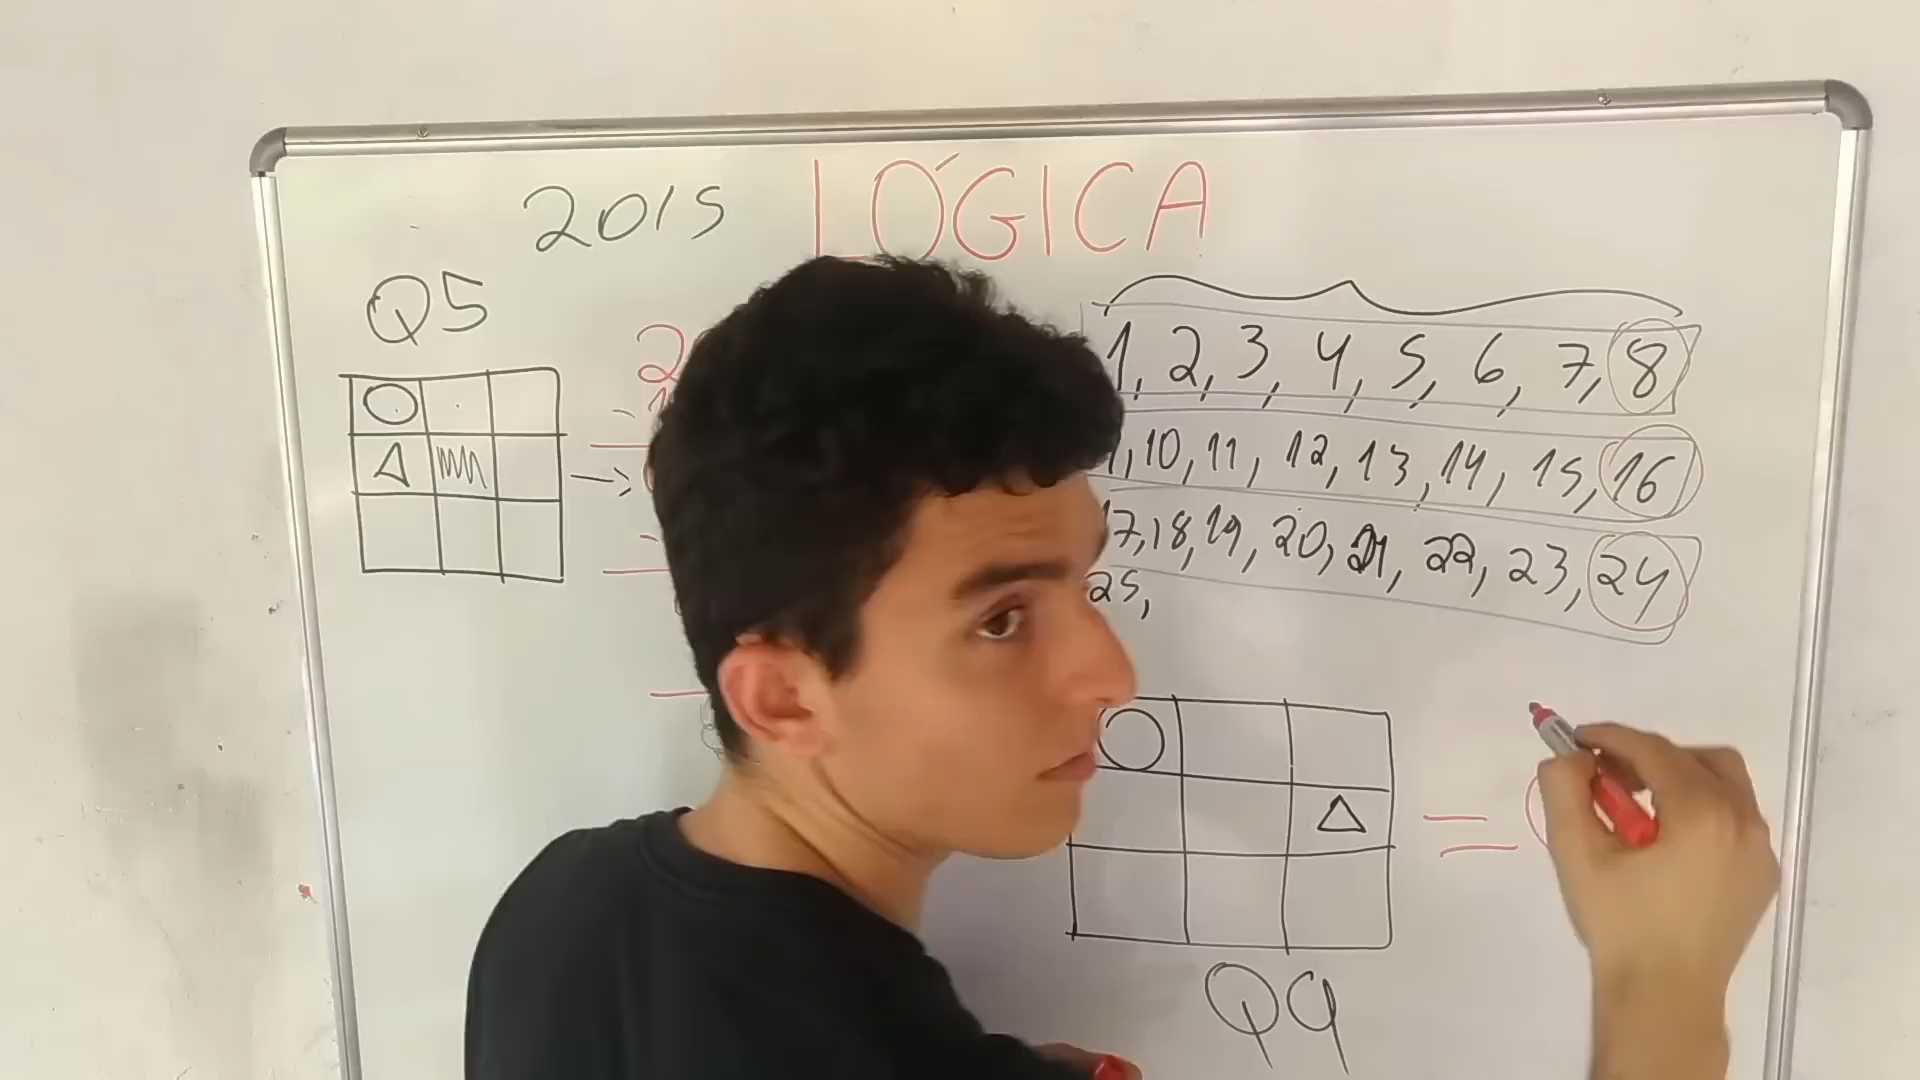 2015 LÓGICA
Q5
1, 2, 3, 4, 5, 6, 7, 8
10, 11, 12, 13, 14, 15, 16
17, 18, 19, 20, 21, 22, 23, 24
25,
=
Q9